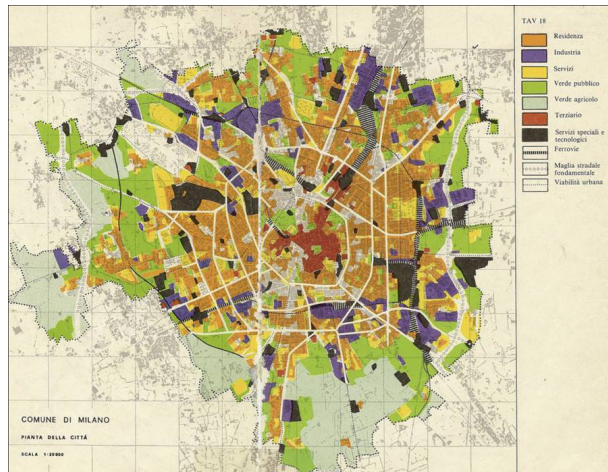 TAV 18
Residenza
Industria
Servizi
Verde pubblico
Verde agricolo
Terziario
Servizi speciali e
tecnologici
Ferrovie
Maglia stradale
fondamentale
Viabilità urbana
COMUNE DI MILANO
PIANTA DELLA CITTÀ
SCALA 1:20000